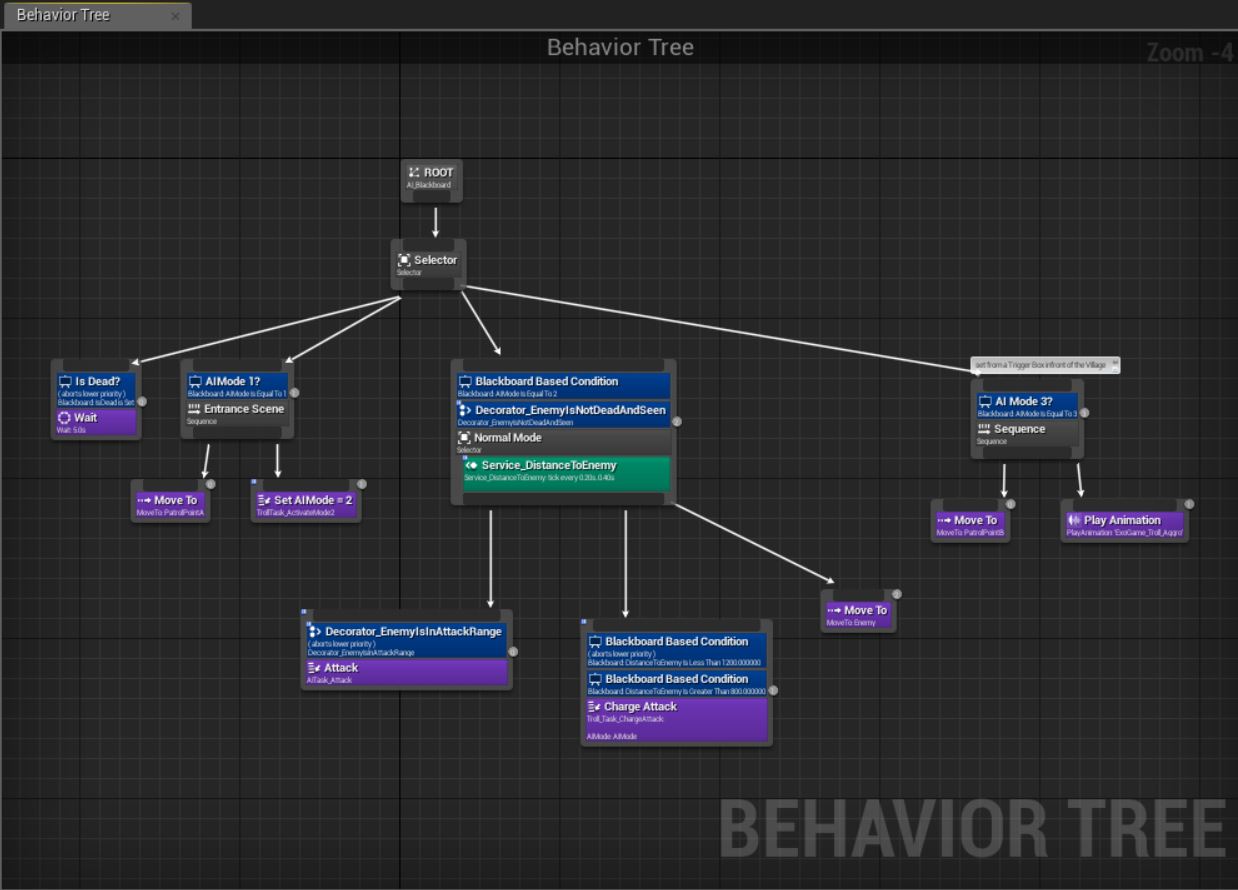 Behavior Tree
Behavior Tree
Zoom -4
ROOT
AI_Blackboard
Selector
Selector
Is Dead?
( aborts lower priority )
Blackboard: IsDead is Set
Wait
Wait: 5.0s
AIMode 1?
Blackboard: AIMode Is Equal To 1
Entrance Scene
Sequence
Blackboard Based Condition
Blackboard: AIMode Is Equal To 2
Decorator_EnemyIsNotDeadAndSeen
Decorator_EnemyIsNotDeadAndSeen
Normal Mode
Selector
Service_DistanceToEnemy
Service_DistanceToEnemy: tick every 0.20s..0.40s
set from a Trigger Box infront of the Village
AI Mode 3?
Blackboard: AIMode Is Equal To 3
Sequence
Sequence
Move To
MoveTo: PatrolPointA
Set AIMode = 2
TrollTask_ActivateMode2
Move To
MoveTo: PatrolPointB
Play Animation
PlayAnimation: 'ExoGame_Troll_Aggro'
Decorator_EnemyIsInAttackRange
( aborts lower priority )
Decorator_EnemyIsInAttackRange
Attack
AITask_Attack
Blackboard Based Condition
( aborts lower priority )
Blackboard: DistanceToEnemy Is Less Than 1200.000000
Blackboard Based Condition
Blackboard: DistanceToEnemy Is Greater Than 800.000000
Charge Attack
Troll_Task_ChargeAttack:
AIMode: AIMode
Move To
MoveTo: Enemy
BEHAVIOR TREE